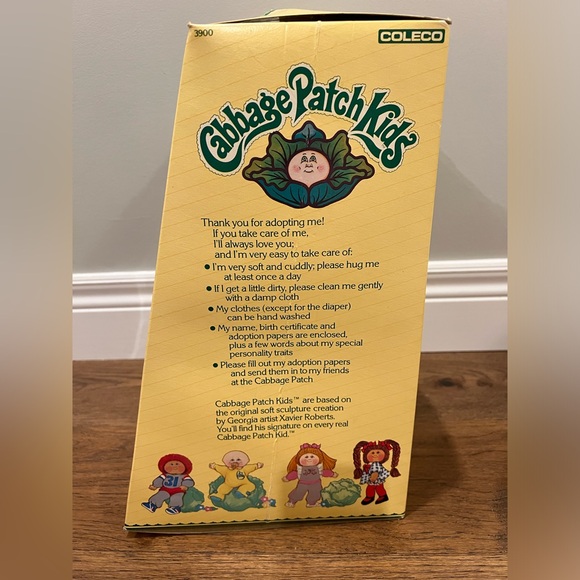 3900
COLECO
Cabbage Patch Kids
Thank you for adopting me!
If you take care of me,
I'll always love you;
and I'm very easy to take care of:
• I'm very soft and cuddly; please hug me
at least once a day
• If I get a little dirty, please clean me gently
with a damp cloth
• My clothes (except for the diaper)
can be hand washed
• My name, birth certificate and
adoption papers are enclosed,
plus a few words about my special
personality traits
• Please fill out my adoption papers
and send them in to my friends
at the Cabbage Patch
Cabbage Patch Kids™ are based on
the original soft sculpture creation
by Georgia artist Xavier Roberts.
You'll find his signature on every real
Cabbage Patch Kid.™
31